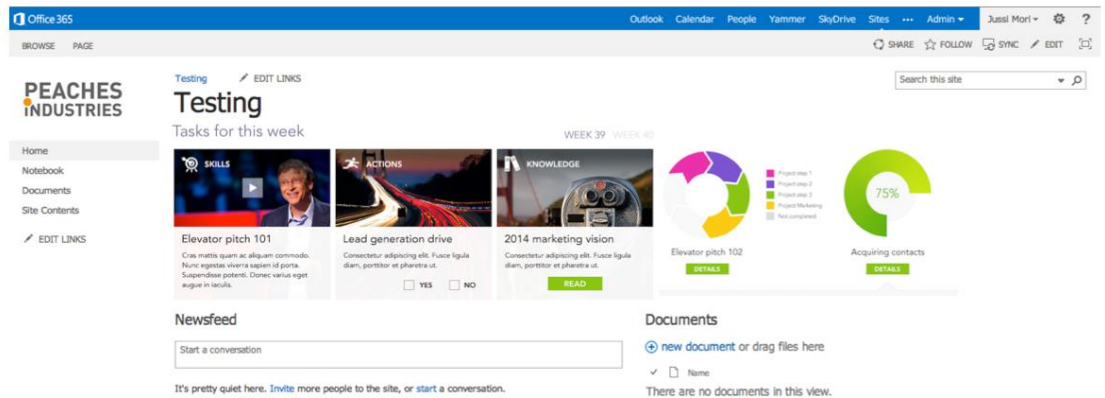 Office 365
Outlook Calendar People Yammer SkyDrive Sites ••• Admin Jussi Mori ?
BROWSE PAGE
SHARE FOLLOW SYNC EDIT
PEACHES
INDUSTRIES
Testing EDIT LINKS
Search this site
Testing
Tasks for this week
WEEK 39 WEEK 40
Home
Notebook
Documents
Site Contents
EDIT LINKS
SKILLS
Elevator pitch 101
Cras mattis quam ac aliquam commodo.
Nunc egestas viverra sapien id porta.
Suspendisse potenti. Donec varius eget
augue in iaculis.
ACTIONS
Lead generation drive
Consectetur adipiscing elit. Fusce ligula
diam, porttitor et pharetra ut.
YES NO
KNOWLEDGE
2014 marketing vision
Consectetur adipiscing elit. Fusce ligula
diam, porttitor et pharetra ut.
READ
Project step 1
Project step 2
Project step 3
Project Marketing
Not completed
Elevator pitch 102
DETAILS
75%
Acquiring contacts
DETAILS
Newsfeed
Start a conversation
It's pretty quiet here. Invite more people to the site, or start a conversation.
Documents
new document or drag files here
Name
There are no documents in this view.